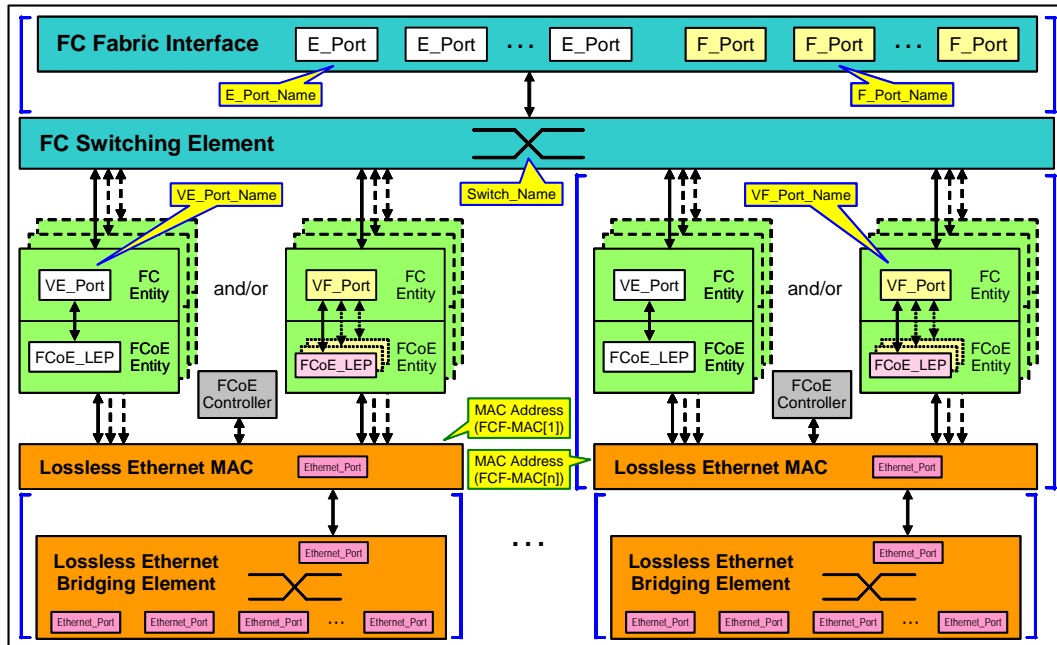 FC Fabric Interface
E_Port
E_Port
...
E_Port
F_Port
F_Port
...
F_Port
E_Port_Name
F_Port_Name
FC Switching Element
VE_Port_Name
Switch_Name
VF_Port_Name
VE_Port
FC
Entity
and/or
VF_Port
FC
Entity
FCoE_LEP
FCoE
Entity
FCoE_LEP
FCoE
Entity
FCoE
Controller
VE_Port
FC
Entity
and/or
VF_Port
FC
Entity
FCoE_LEP
FCoE
Entity
FCoE_LEP
FCoE
Entity
FCoE
Controller
MAC Address
(FCF-MAC[1])
Lossless Ethernet MAC
Ethernet_Port
MAC Address
(FCF-MAC[n])
Lossless Ethernet MAC
Ethernet_Port
Lossless Ethernet
Bridging Element
Ethernet_Port
Ethernet_Port
Ethernet_Port
Ethernet_Port
...
Ethernet_Port
...
Lossless Ethernet
Bridging Element
Ethernet_Port
Ethernet_Port
Ethernet_Port
Ethernet_Port
...
Ethernet_Port